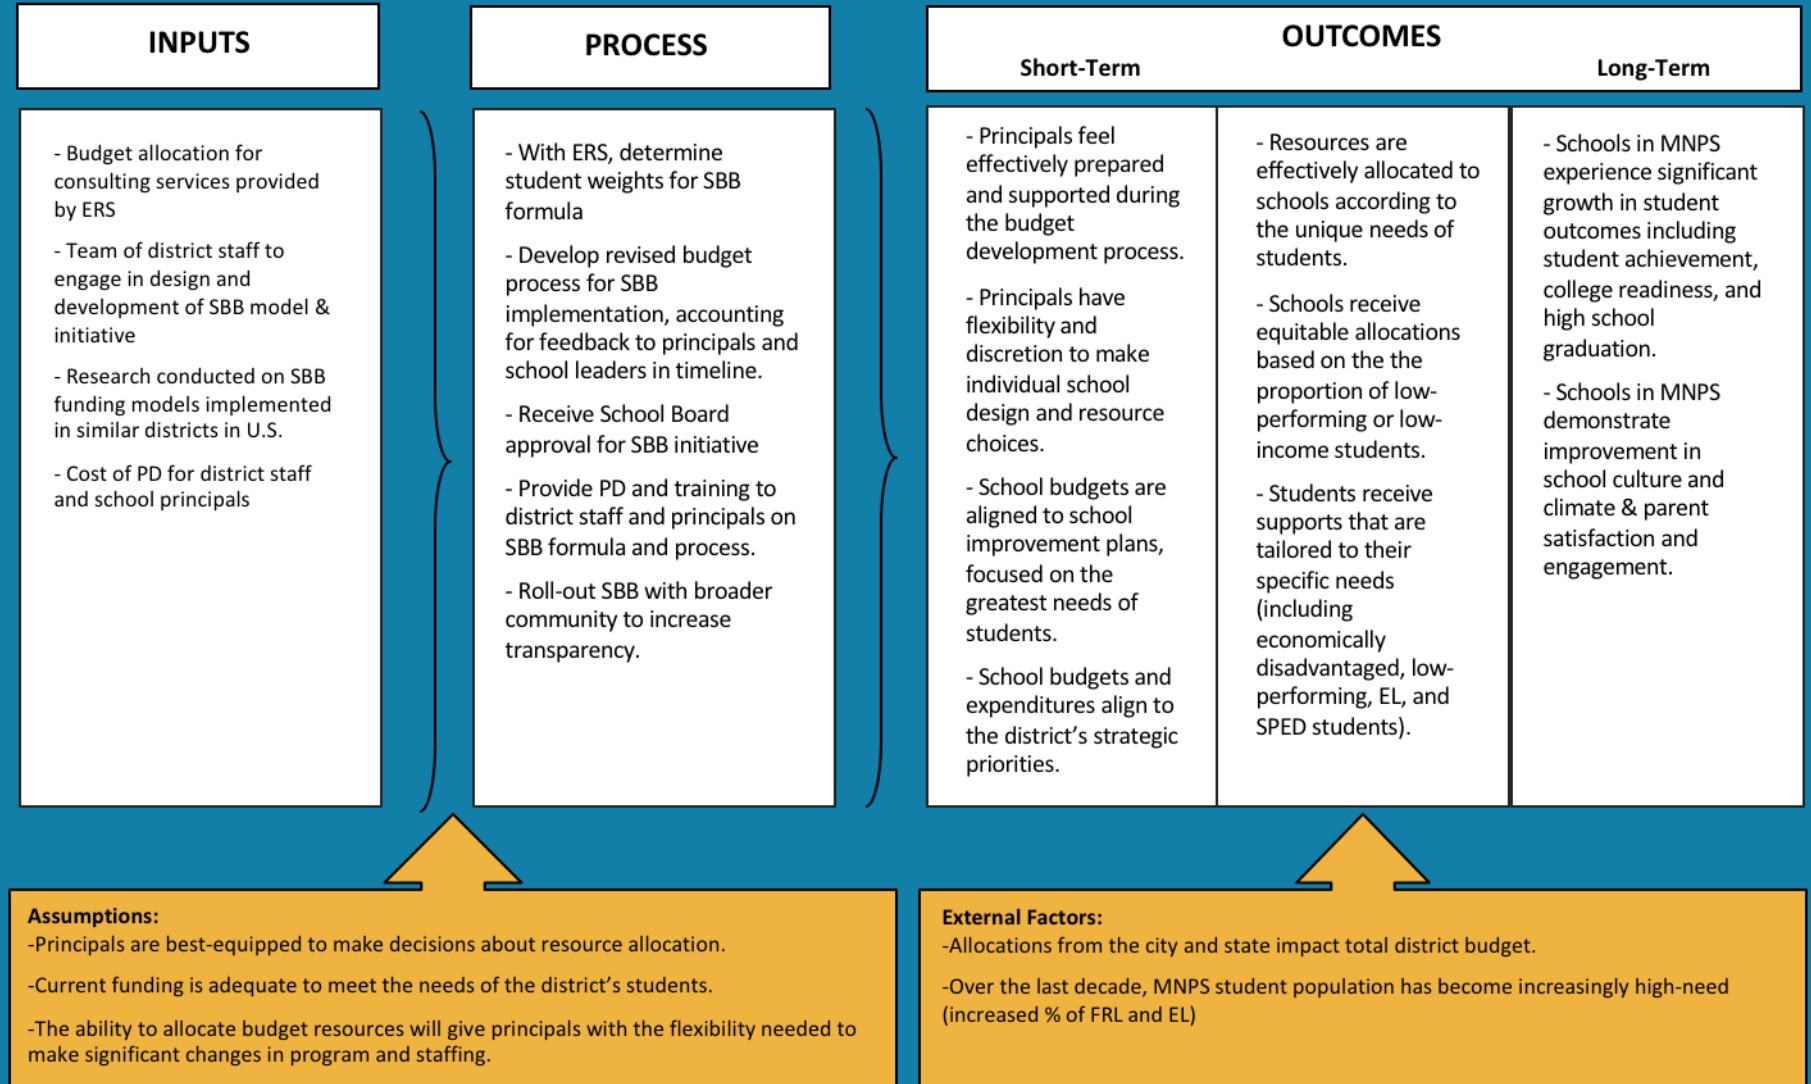 INPUTS
- Budget allocation for
consulting services provided
by ERS
- Team of district staff to
engage in design and
development of SBB model &
initiative
- Research conducted on SBB
funding models implemented
in similar districts in U.S.
- Cost of PD for district staff
and school principals
PROCESS
- With ERS, determine
student weights for SBB
formula
- Develop revised budget
process for SBB
implementation, accounting
for feedback to principals and
school leaders in timeline.
- Receive School Board
approval for SBB initiative
- Provide PD and training to
district staff and principals on
SBB formula and process.
- Roll-out SBB with broader
community to increase
transparency.
OUTCOMES
Short-Term
Long-Term
- Principals feel
effectively prepared
and supported during
the budget
development process.
- Principals have
flexibility and
discretion to make
individual school
design and resource
choices.
- School budgets are
aligned to school
improvement plans,
focused on the
greatest needs of
students.
- School budgets and
expenditures align to
the district’s strategic
priorities.
- Resources are
effectively allocated to
schools according to
the unique needs of
students.
- Schools receive
equitable allocations
based on the the
proportion of low-
performing or low-
income students.
- Students receive
supports that are
tailored to their
specific needs
(including
economically
disadvantaged, low-
performing, EL, and
SPED students).
- Schools in MNPS
experience significant
growth in student
outcomes including
student achievement,
college readiness, and
high school
graduation.
- Schools in MNPS
demonstrate
improvement in
school culture and
climate & parent
satisfaction and
engagement.
Assumptions:
-Principals are best-equipped to make decisions about resource allocation.
-Current funding is adequate to meet the needs of the district’s students.
-The ability to allocate budget resources will give principals with the flexibility needed to
make significant changes in program and staffing.
External Factors:
-Allocations from the city and state impact total district budget.
-Over the last decade, MNPS student population has become increasingly high-need
(increased % of FRL and EL)